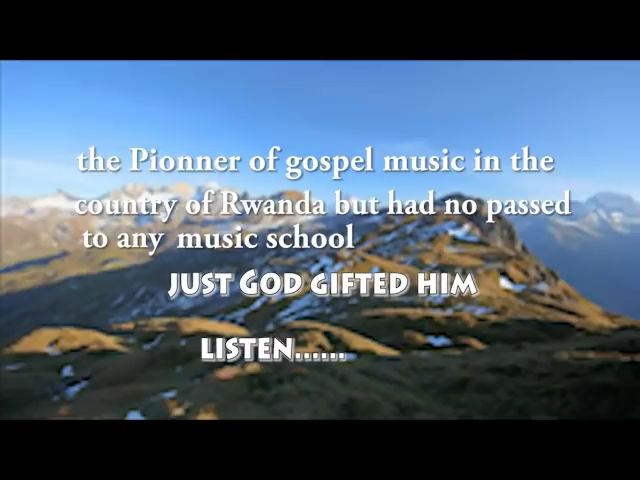 the Pionner of gospel music in the
country of Rwanda but had no passed
to any music school
JUST GOD GIFTED HIM
LISTEN......